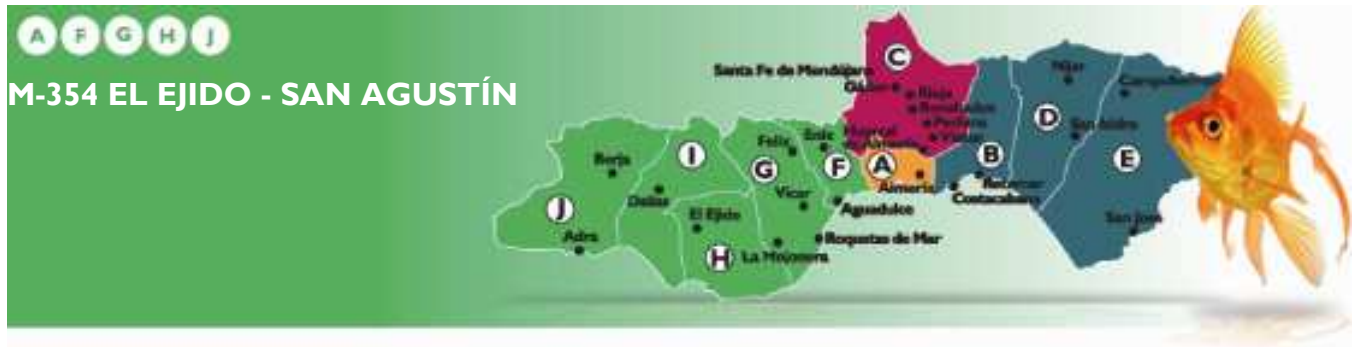 A F G H J
M-354 EL EJIDO - SAN AGUSTÍN
C
Santa Fe de Mondújaro
Gádor
Rioja
Benahadux
Pechina
Viator
Huércal
de Almería
Níjar
D
San Isidro
B
E
Retamar
Costacabana
San José
Enix
Felix
I
G
F
A
Almería
Berja
Vícar
Aguadulce
Dalías
El Ejido
J
Adra
Roquetas de Mar
H
La Mojonera